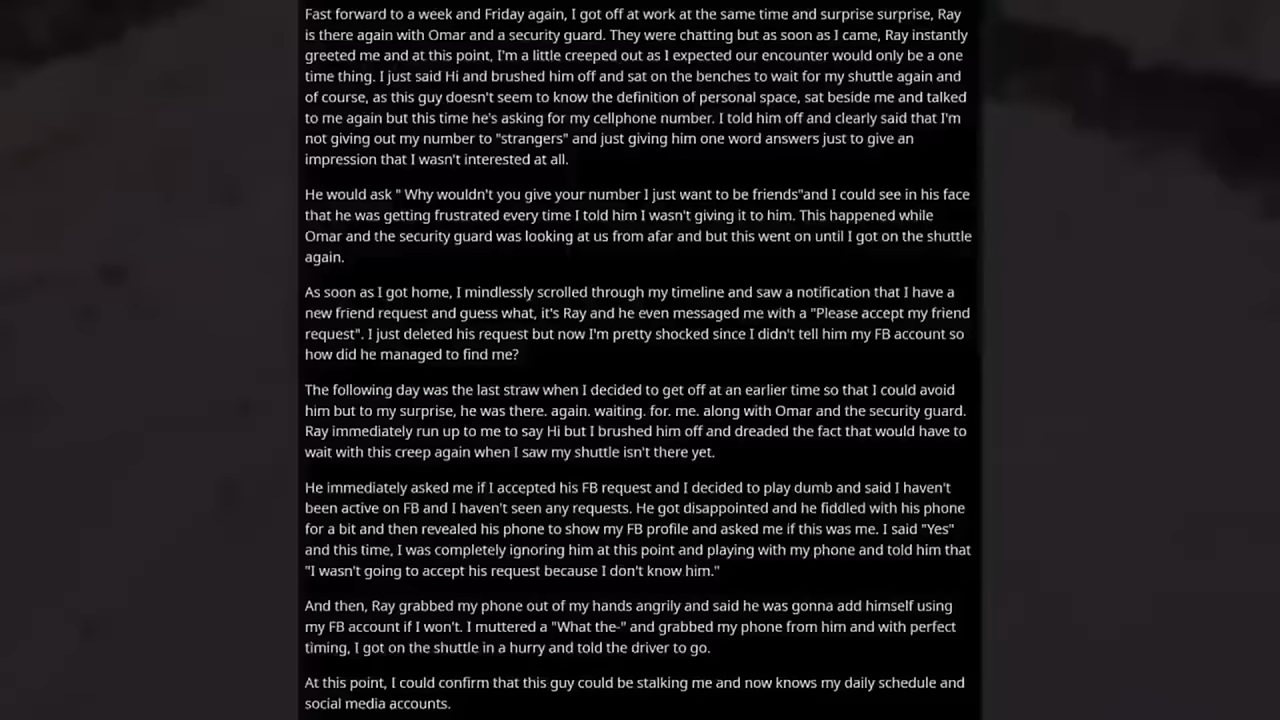 Fast forward to a week and Friday again, I got off at work at the same time and surprise surprise, Ray
is there again with Omar and a security guard. They were chatting but as soon as I came, Ray instantly
greeted me and at this point, I'm a little creeped out as I expected our encounter would only be a one
time thing. I just said Hi and brushed him off and sat on the benches to wait for my shuttle again and
of course, as this guy doesn't seem to know the definition of personal space, sat beside me and talked
to me again but this time he's asking for my cellphone number. I told him off and clearly said that I'm
not giving out my number to "strangers" and just giving him one word answers just to give an
impression that I wasn't interested at all.
He would ask " Why wouldn't you give your number I just want to be friends"and I could see in his face
that he was getting frustrated every time I told him I wasn't giving it to him. This happened while
Omar and the security guard was looking at us from afar and but this went on until I got on the shuttle
again.
As soon as I got home, I mindlessly scrolled through my timeline and saw a notification that I have a
new friend request and guess what, it's Ray and he even messaged me with a "Please accept my friend
request". I just deleted his request but now I'm pretty shocked since I didn't tell him my FB account so
how did he managed to find me?
The following day was the last straw when I decided to get off at an earlier time so that I could avoid
him but to my surprise, he was there. again. waiting. for. me. along with Omar and the security guard.
Ray immediately run up to me to say Hi but I brushed him off and dreaded the fact that would have to
wait with this creep again when I saw my shuttle isn't there yet.
He immediately asked me if I accepted his FB request and I decided to play dumb and said I haven't
been active on FB and I haven't seen any requests. He got disappointed and he fiddled with his phone
for a bit and then revealed his phone to show my FB profile and asked me if this was me. I said "Yes"
and this time, I was completely ignoring him at this point and playing with my phone and told him that
"I wasn't going to accept his request because I don't know him."
And then, Ray grabbed my phone out of my hands angrily and said he was gonna add himself using
my FB account if I won't. I muttered a "What the-" and grabbed my phone from him and with perfect
timing, I got on the shuttle in a hurry and told the driver to go.
At this point, I could confirm that this guy could be stalking me and now knows my daily schedule and
social media accounts.